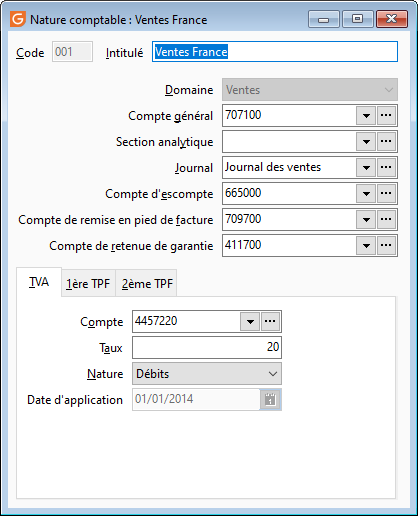 Nature comptable : Ventes France
Code 001 Intitulé Ventes France
Domaine Ventes
Compte général 707100
Section analytique
Journal Journal des ventes
Compte d'escompte 665000
Compte de remise en pied de facture 709700
Compte de retenue de garantie 411700
TVA 1ère TPF 2ème TPF
Compte 4457220
Taux 20
Nature Débits
Date d'application 01/01/2014